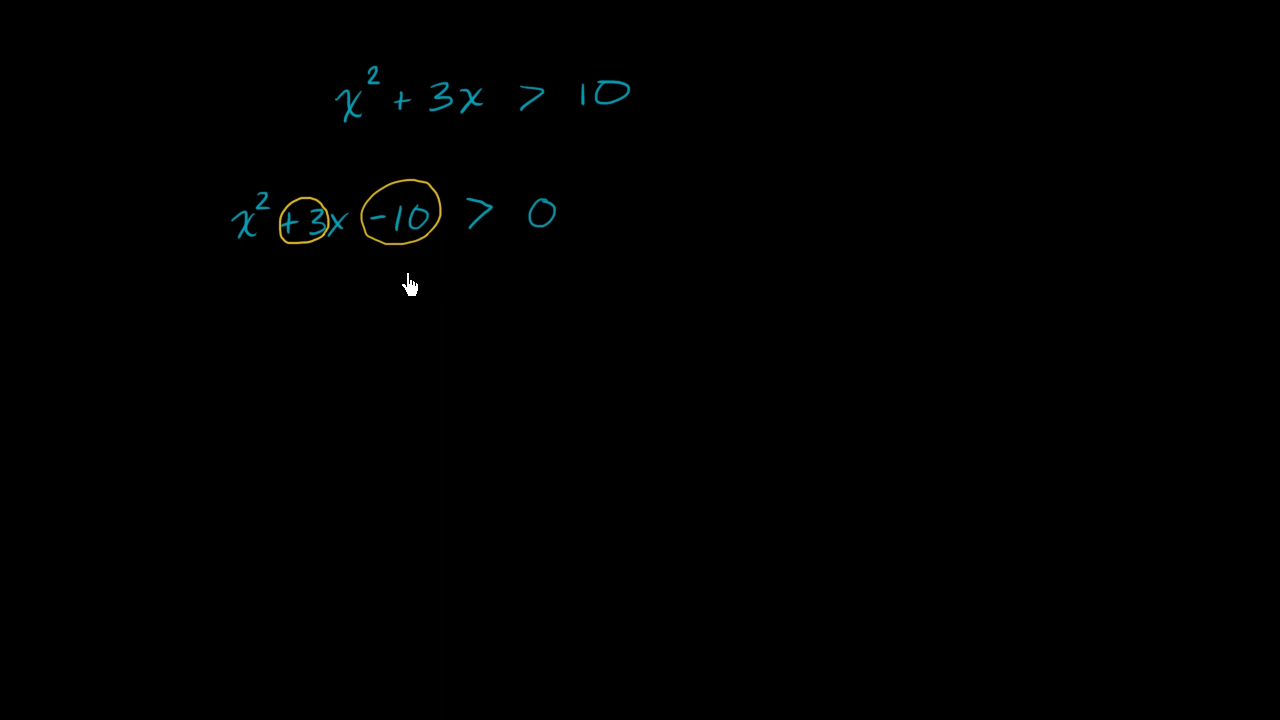 x² + 3x > 10
x² +3x -10 > 0